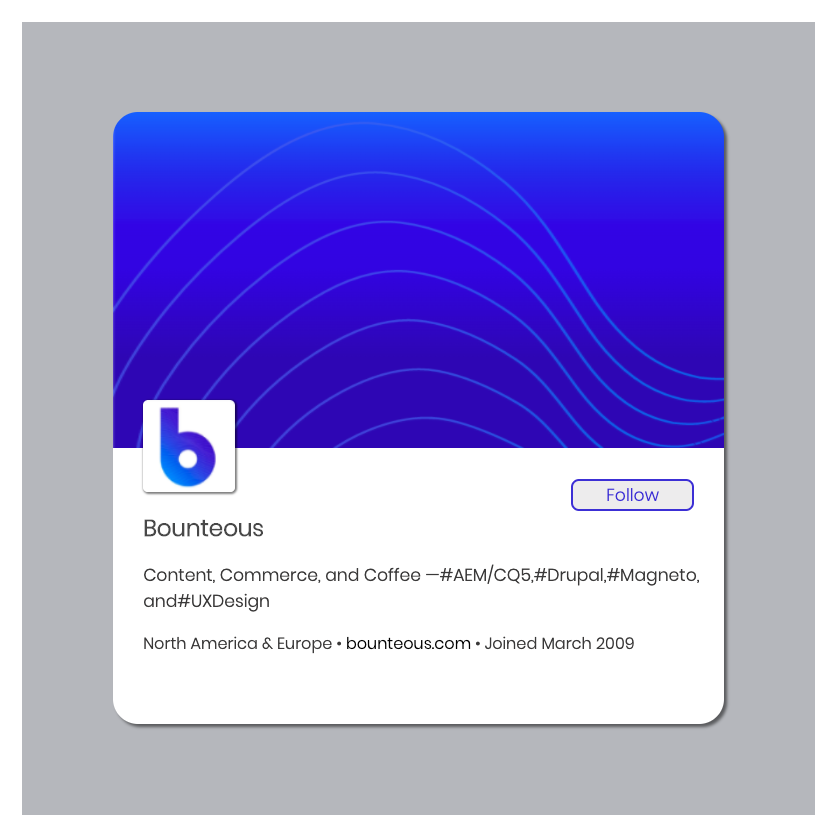 b
Follow
Bounteous
Content, Commerce, and Coffee —#AEM/CQ5,#Drupal,#Magneto,
and#UXDesign
North America & Europe • bounteous.com • Joined March 2009